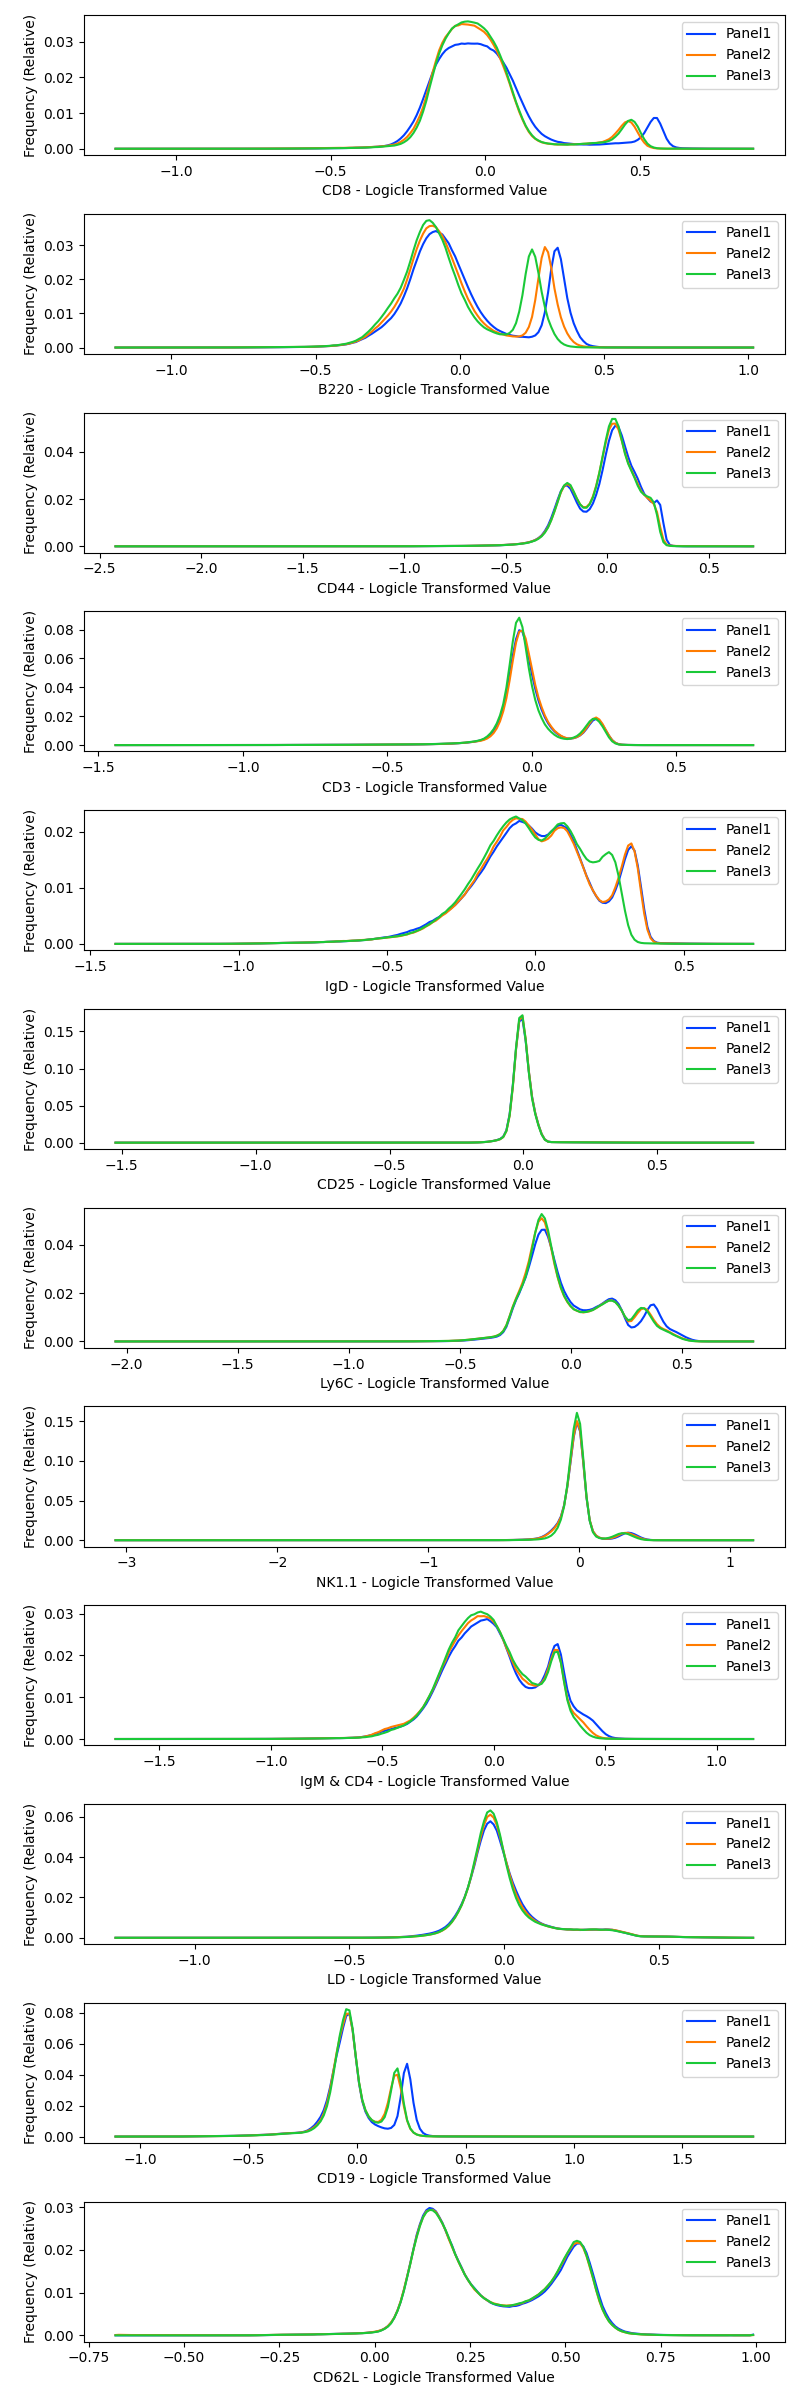 Frequency (Relative)
0.03
0.02
0.01
0.00
Panel1
Panel2
Panel3
−1.0
−0.5
0.0
0.5
CD8 - Logicle Transformed Value
Frequency (Relative)
0.03
0.02
0.01
0.00
Panel1
Panel2
Panel3
−1.0
−0.5
0.0
0.5
1.0
B220 - Logicle Transformed Value
Frequency (Relative)
0.04
0.02
0.00
Panel1
Panel2
Panel3
−2.5
−2.0
−1.5
−1.0
−0.5
0.0
0.5
CD44 - Logicle Transformed Value
Frequency (Relative)
0.08
0.06
0.04
0.02
0.00
Panel1
Panel2
Panel3
−1.5
−1.0
−0.5
0.0
0.5
CD3 - Logicle Transformed Value
Frequency (Relative)
0.02
0.01
0.00
Panel1
Panel2
Panel3
−1.5
−1.0
−0.5
0.0
0.5
IgD - Logicle Transformed Value
Frequency (Relative)
0.15
0.10
0.05
0.00
Panel1
Panel2
Panel3
−1.5
−1.0
−0.5
0.0
0.5
CD25 - Logicle Transformed Value
Frequency (Relative)
0.04
0.02
0.00
Panel1
Panel2
Panel3
−2.0
−1.5
−1.0
−0.5
0.0
0.5
Ly6C - Logicle Transformed Value
Frequency (Relative)
0.15
0.10
0.05
0.00
Panel1
Panel2
Panel3
−3
−2
−1
0
1
NK1.1 - Logicle Transformed Value
Frequency (Relative)
0.03
0.02
0.01
0.00
Panel1
Panel2
Panel3
−1.5
−1.0
−0.5
0.0
0.5
1.0
IgM & CD4 - Logicle Transformed Value
Frequency (Relative)
0.06
0.04
0.02
0.00
Panel1
Panel2
Panel3
−1.0
−0.5
0.0
0.5
LD - Logicle Transformed Value
Frequency (Relative)
0.08
0.06
0.04
0.02
0.00
Panel1
Panel2
Panel3
−1.0
−0.5
0.0
0.5
1.0
1.5
CD19 - Logicle Transformed Value
Frequency (Relative)
0.03
0.02
0.01
0.00
Panel1
Panel2
Panel3
−0.75
−0.50
−0.25
0.00
0.25
0.50
0.75
1.00
CD62L - Logicle Transformed Value